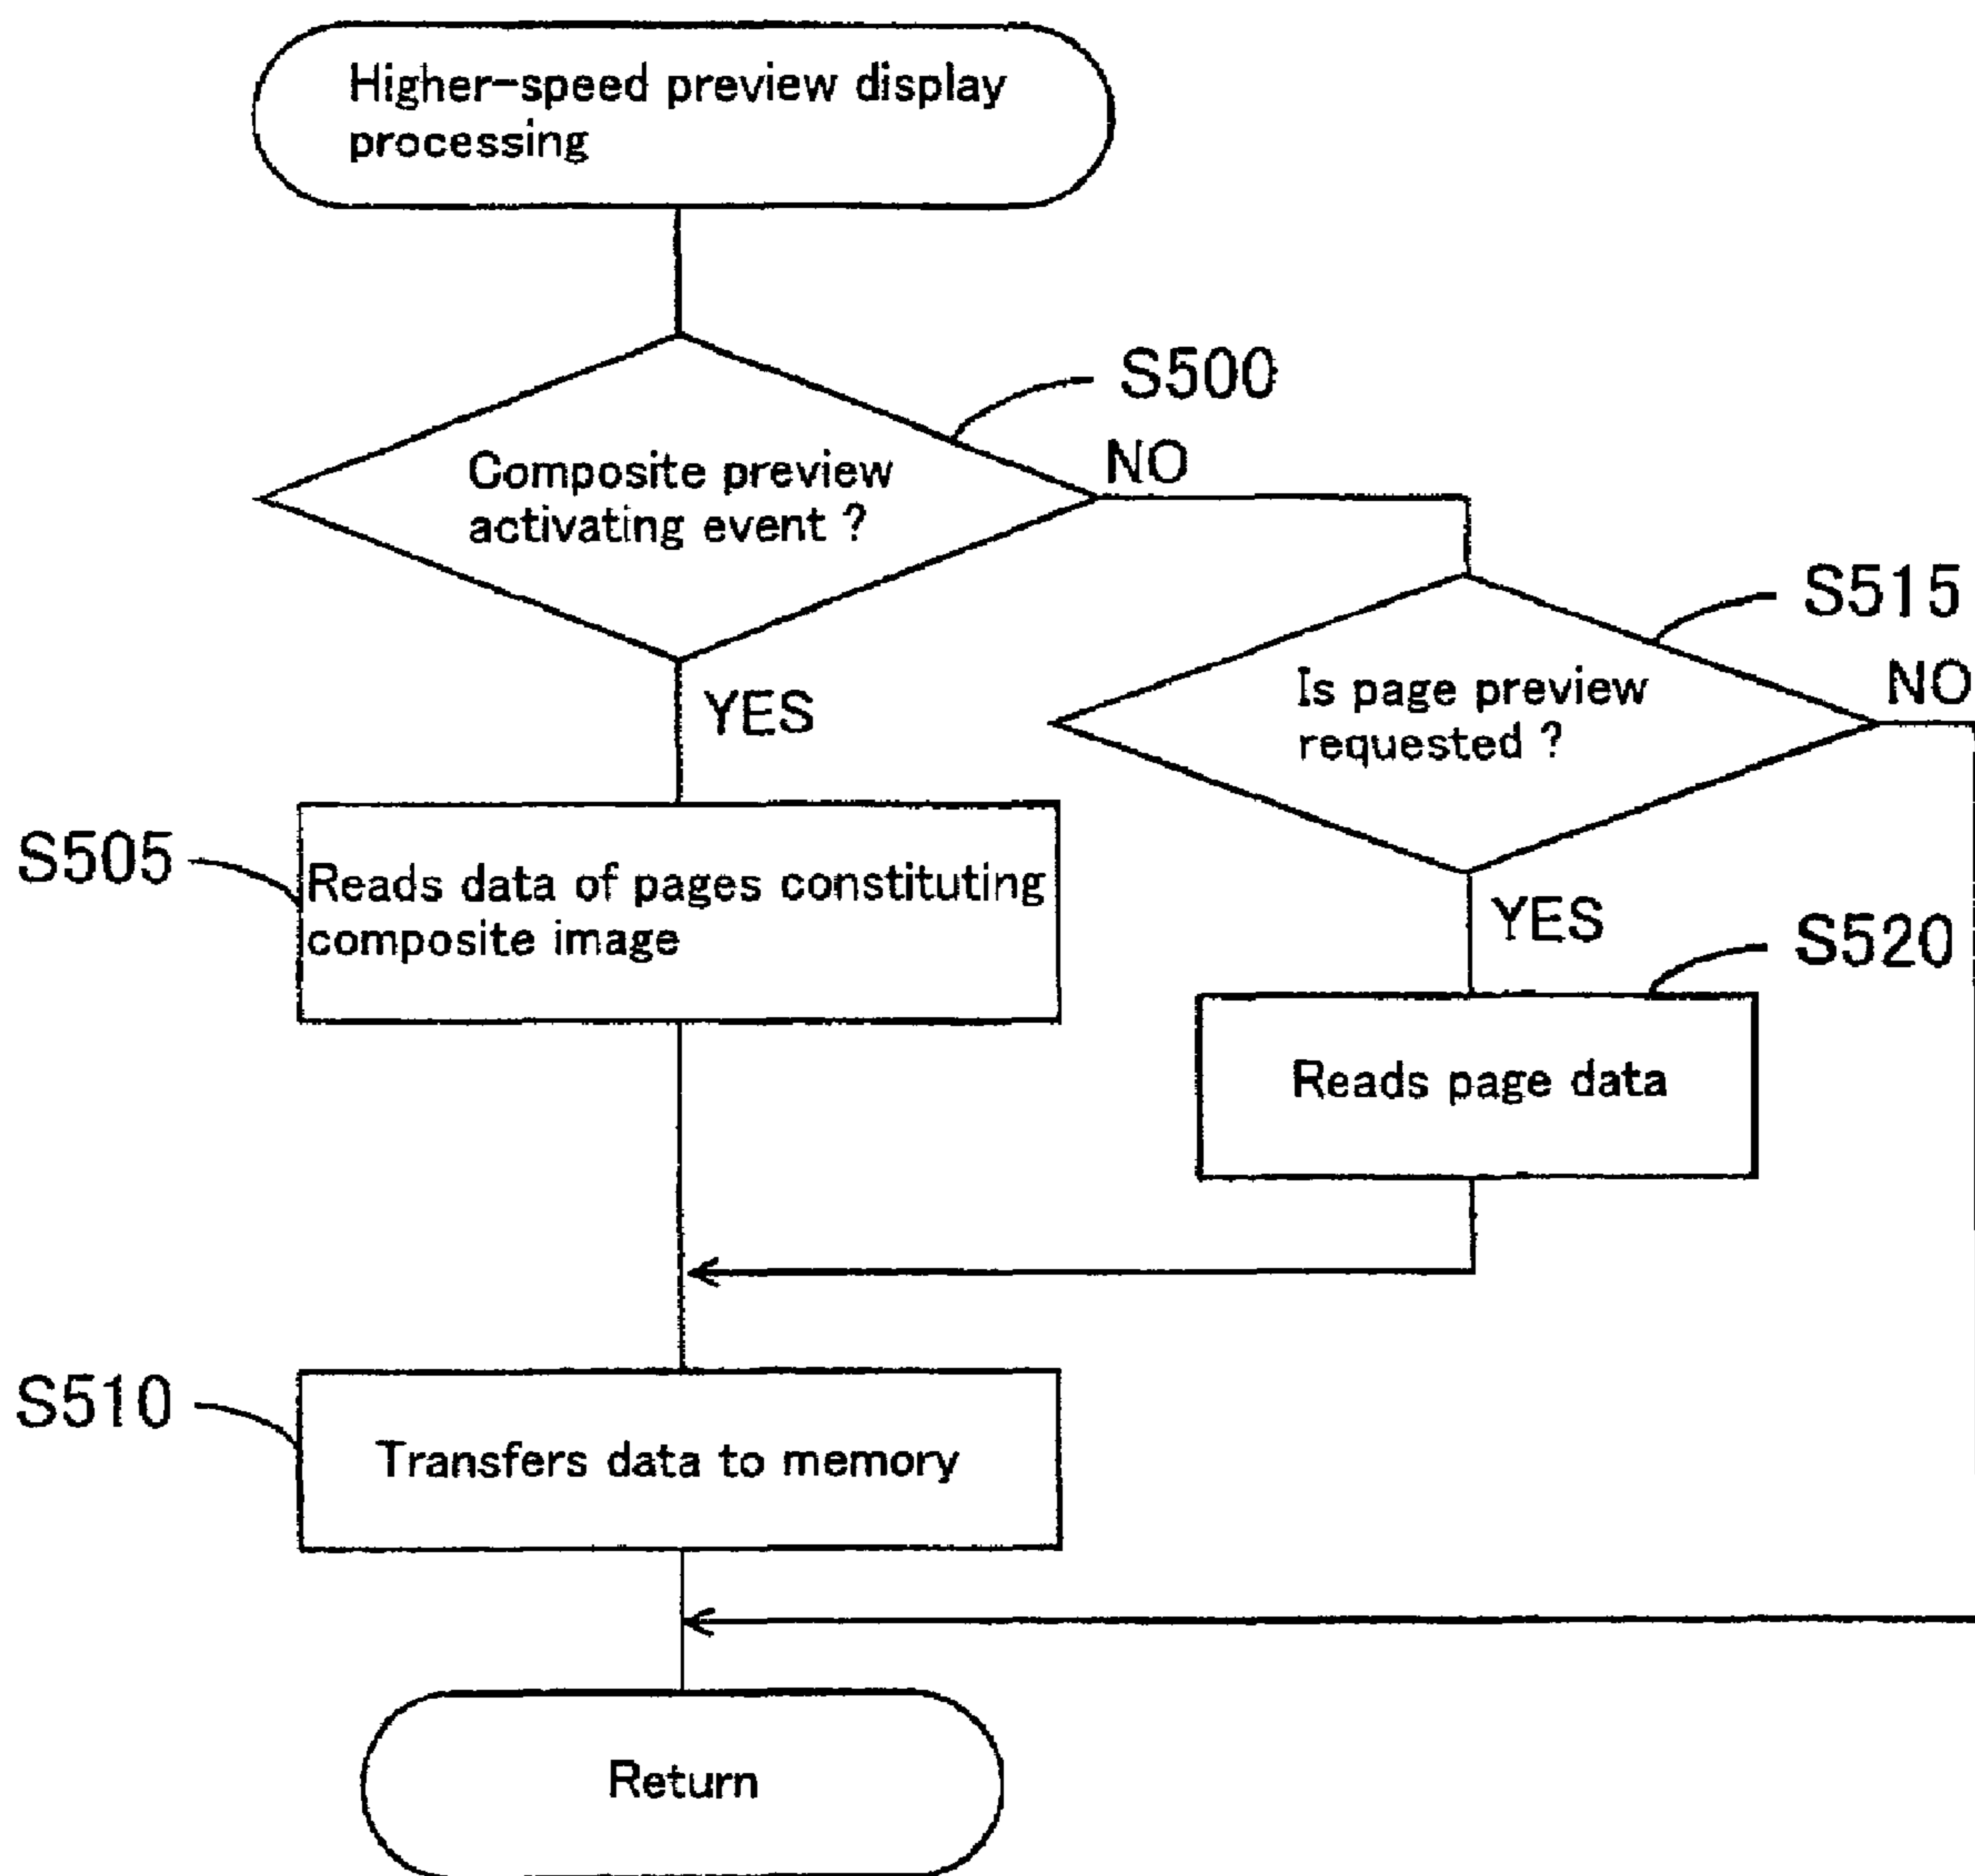 Higher-speed preview display
processing
S500
Composite preview
activating event ?
NO
S515
Is page preview
requested ?
NO
YES
S505
Reads data of pages constituting
composite image
YES
S520
Reads page data
S510
Transfers data to memory
Return